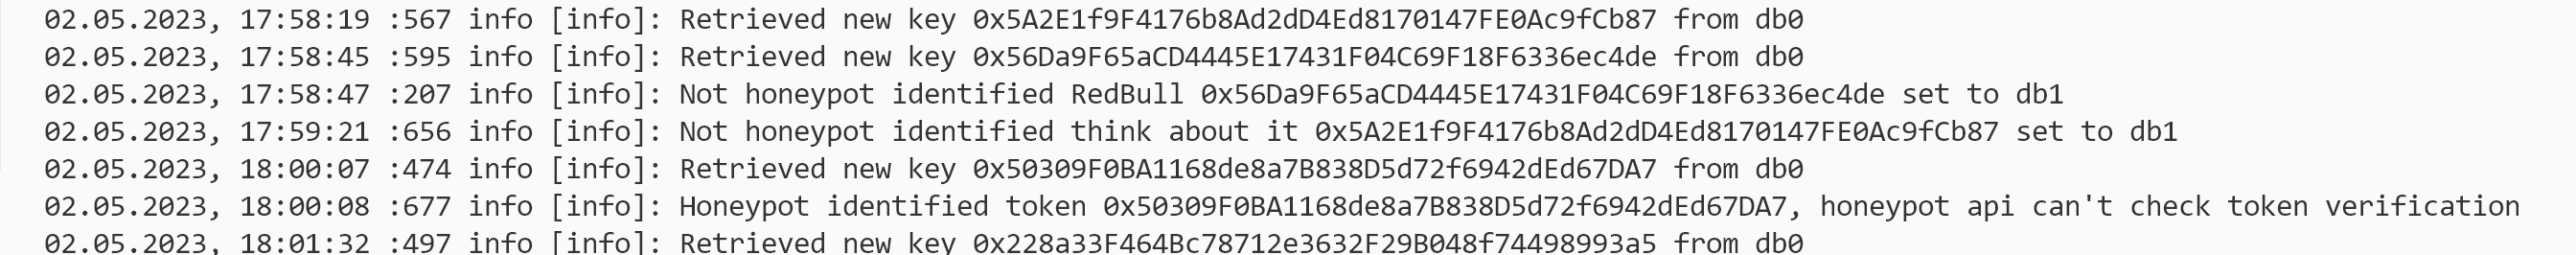 02.05.2023, 17:58:19 :567 info [info]: Retrieved new key 0x5A2E1f9F4176b8Ad2dD4Ed8170147FE0Ac9fCb87 from db0
02.05.2023, 17:58:45 :595 info [info]: Retrieved new key 0x56Da9F65aCD4445E17431F04C69F18F6336ec4de from db0
02.05.2023, 17:58:47 :207 info [info]: Not honeypot identified RedBull 0x56Da9F65aCD4445E17431F04C69F18F6336ec4de set to db1
02.05.2023, 17:59:21 :656 info [info]: Not honeypot identified think about it 0x5A2E1f9F4176b8Ad2dD4Ed8170147FE0Ac9fCb87 set to db1
02.05.2023, 18:00:07 :474 info [info]: Retrieved new key 0x50309F0BA1168de8a7B838D5d72f6942dEd67DA7 from db0
02.05.2023, 18:00:08 :677 info [info]: Honeypot identified token 0x50309F0BA1168de8a7B838D5d72f6942dEd67DA7, honeypot api can't check token verification
02.05.2023, 18:01:32 :497 info [info]: Retrieved new key 0x228a33F464Bc78712e3632F29B048f74498993a5 from db0